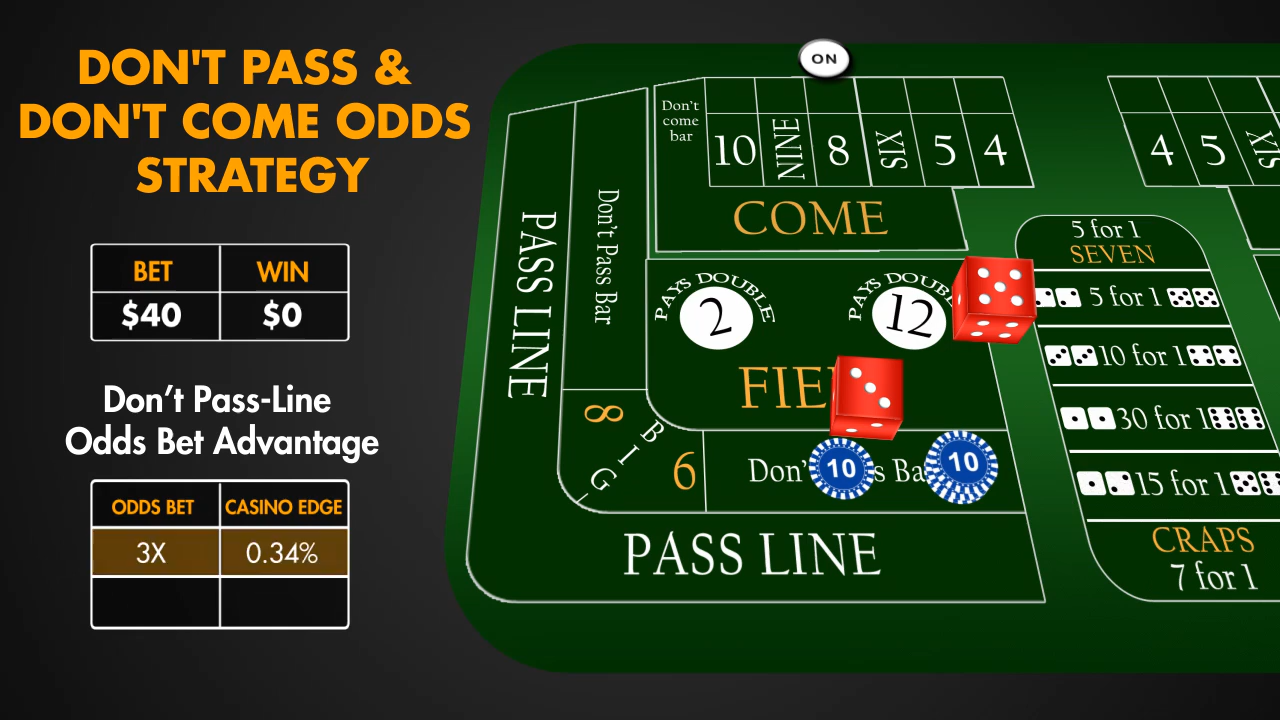 DON'T PASS &
DON'T COME ODDS
STRATEGY
BET WIN
$40 $0
Don't Pass-Line
Odds Bet Advantage
ODDS BET CASINO EDGE
3X 0.34%
ON
Don't
come
bar
10 NINE 8 SIX 5 4
4 5 SIX
COME
PASS LINE
Don't Pass Bar
PAYS DOUBLE
2
PAYS DOUBLE
12
FIE
8
BIG
6
Don' s Ba
10
10
PASS LINE
5 for 1
SEVEN
5 for 1
10 for 1
30 for 1
15 for 1
CRAPS
7 for 1